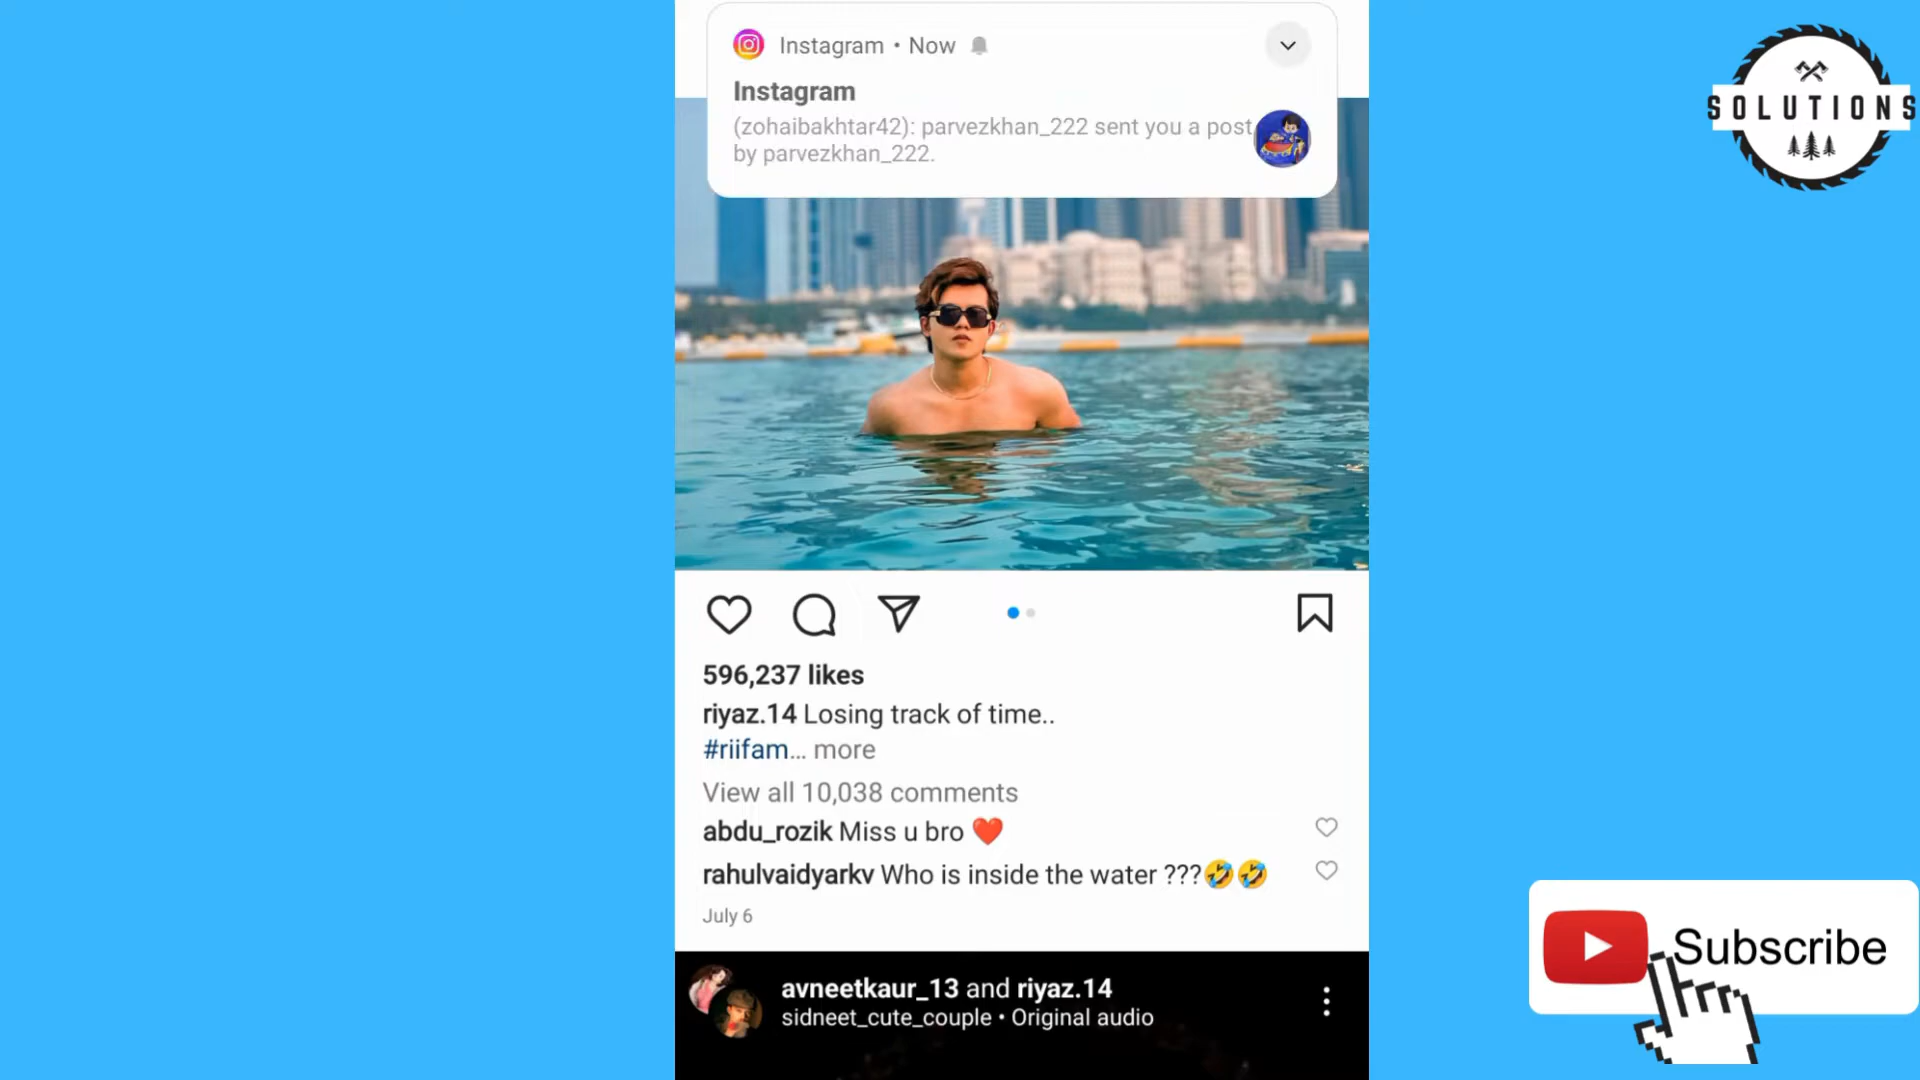 Instagram • Now
Instagram
(zohaibakhtar42): parvezkhan_222 sent you a post
by parvezkhan_222.
SOLUTIONS
596,237 likes
riyaz.14 Losing track of time..
#riifam... more
View all 10,038 comments
abdu_rozik Miss u bro ❤️
rahulvaidyarkv Who is inside the water ???🤣🤣
July 6
avneetkaur_13 and riyaz.14
sidneet_cute_couple • Original audio
Subscribe